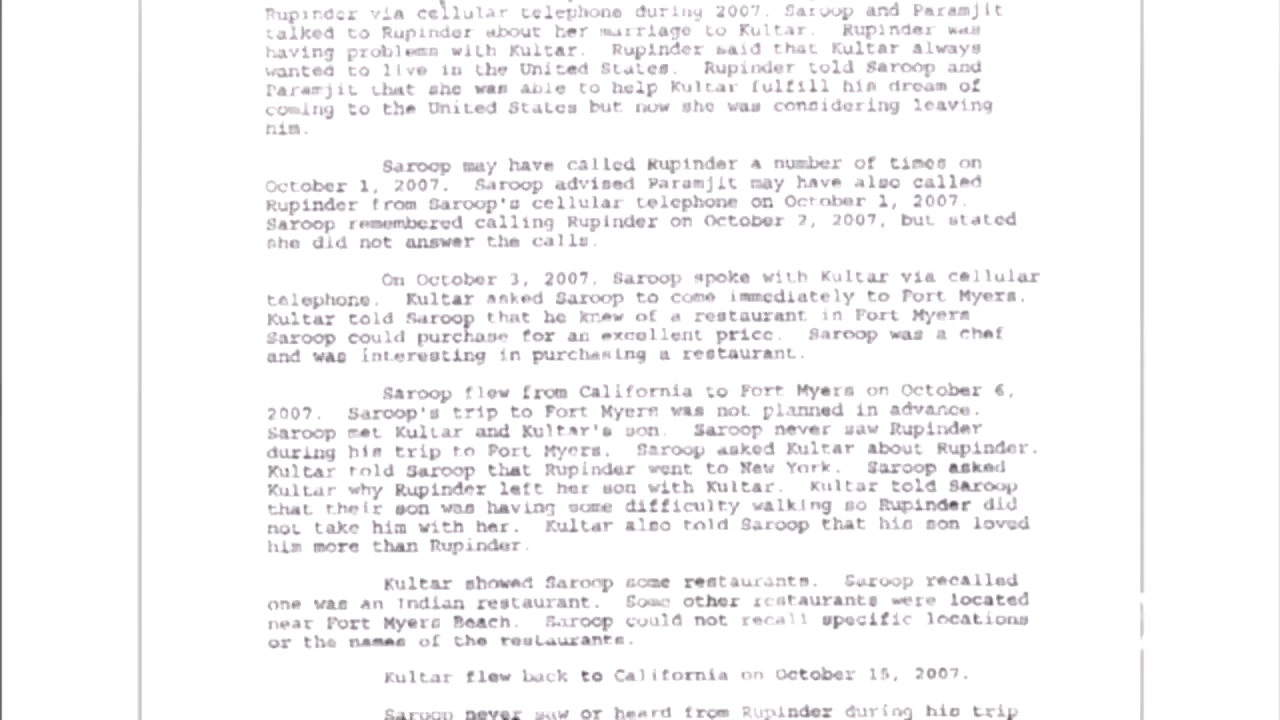 Rupinder via cellular telephone during 2007. Saroop and Paramjit
talked to Rupinder about her marriage to Kultar. Rupinder was
having problems with Kultar. Rupinder said that Kultar always
wanted to live in the United States. Rupinder told Saroop and
Paramjit that she was able to help Kultar fulfill his dream of
coming to the United States but now she was considering leaving
him.
Saroop may have called Rupinder a number of times on
October 1, 2007. Saroop advised Paramjit may have also called
Rupinder from Saroop's cellular telephone on October 1, 2007.
Saroop remembered calling Rupinder on October 2, 2007, but stated
she did not answer the calls.
On October 3, 2007, Saroop spoke with Kultar via cellular
telephone. Kultar asked Saroop to come immediately to Fort Myers.
Kultar told Saroop that he knew of a restaurant in Fort Myers
Saroop could purchase for an excellent price. Saroop was a chef
and was interesting in purchasing a restaurant.
Saroop flew from California to Fort Myers on October 6,
2007. Saroop's trip to Fort Myers was not planned in advance.
Saroop met Kultar and Kultar's son. Saroop never saw Rupinder
during his trip to Fort Myers. Saroop asked Kultar about Rupinder.
Kultar told Saroop that Rupinder went to New York. Saroop asked
Kultar why Rupinder left her son with Kultar. Kultar told Saroop
that their son was having some difficulty walking so Rupinder did
not take him with her. Kultar also told Saroop that his son loved
him more than Rupinder.
Kultar showed Saroop some restaurants. Saroop recalled
one was an Indian restaurant. Some other restaurants were located
near Fort Myers Beach. Saroop could not recall specific locations
or the names of the restaurants.
Kultar flew back to California on October 15, 2007.
Saroop never saw or heard from Rupinder during his trip